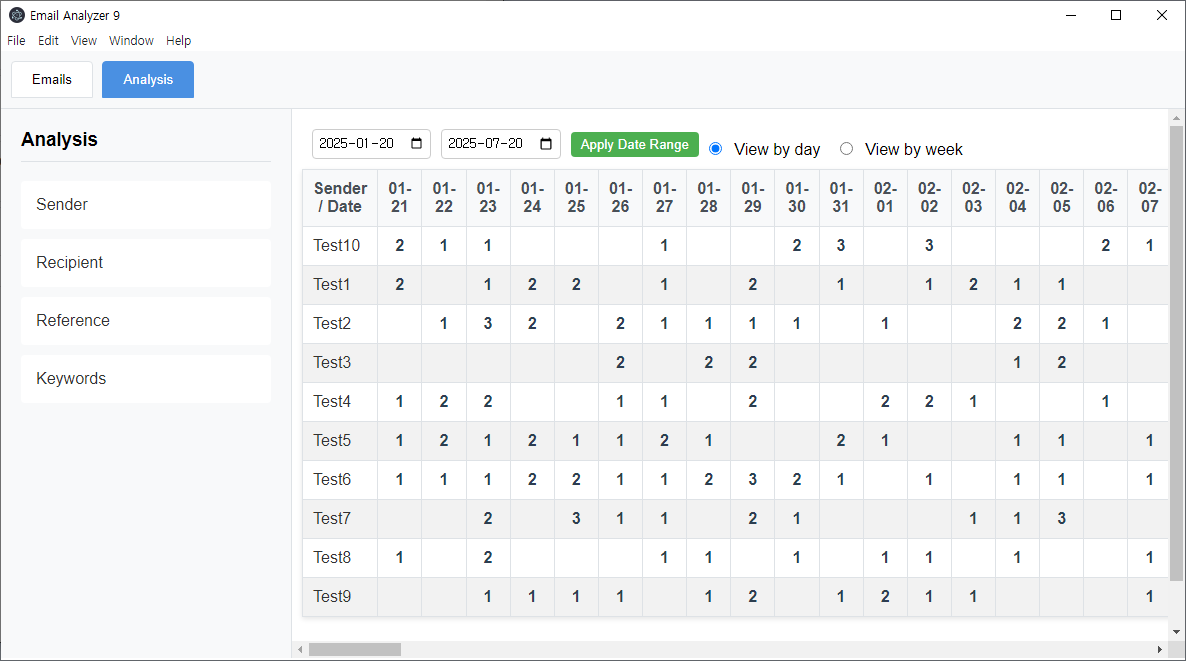 Email Analyzer 9
File Edit View Window Help
Emails Analysis
Analysis
Sender
Recipient
Reference
Keywords
2025-01-20 2025-07-20 Apply Date Range View by day View by week
Sender / Date 01-21 01-22 01-23 01-24 01-25 01-26 01-27 01-28 01-29 01-30 01-31 02-01 02-02 02-03 02-04 02-05 02-06 02-07
Test10 2 1 1 1 2 3 3 2 1
Test1 2 1 2 2 1 2 1 1 2 1 1
Test2 1 3 2 2 1 1 1 1 1 2 2 1
Test3 2 2 2 1 2
Test4 1 2 2 1 1 2 2 2 1 1
Test5 1 2 1 2 1 1 2 1 2 1 1 1 1
Test6 1 1 1 2 2 1 1 2 3 2 1 1 1 1 1
Test7 2 3 1 1 2 1 1 1 3
Test8 1 2 1 1 1 1 1 1 1
Test9 1 1 1 1 1 2 1 2 1 1 1